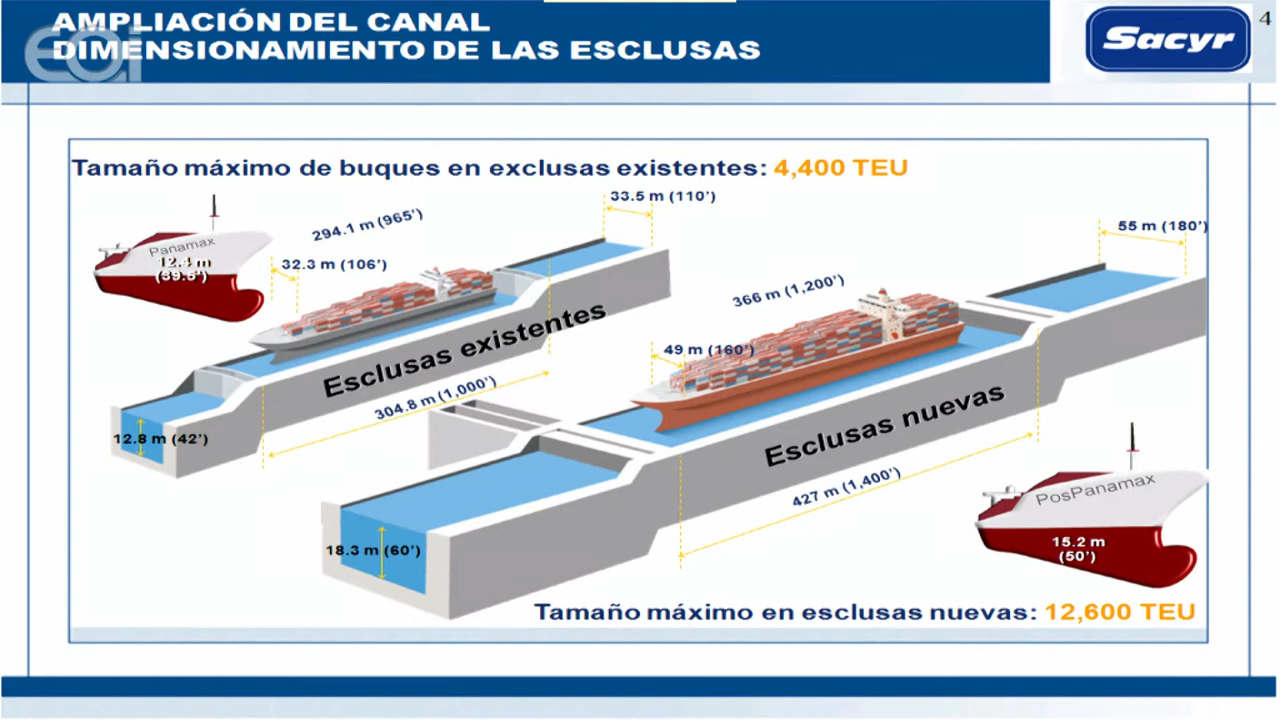 AMPLIACIÓN DEL CANAL
DIMENSIONAMIENTO DE LAS ESCLUSAS
eoi
Sacyr
4
Tamaño máximo de buques en exclusas existentes: 4,400 TEU
33.5 m (110’)
294.1 m (965’)
32.3 m (106’)
Panamax
12.4 m
(39.5’)
Esclusas existentes
304.8 m (1,000’)
12.8 m (42’)
55 m (180’)
366 m (1,200’)
49 m (160’)
Esclusas nuevas
427 m (1,400’)
18.3 m (60’)
PosPanamax
15.2 m
(50’)
Tamaño máximo en esclusas nuevas: 12,600 TEU